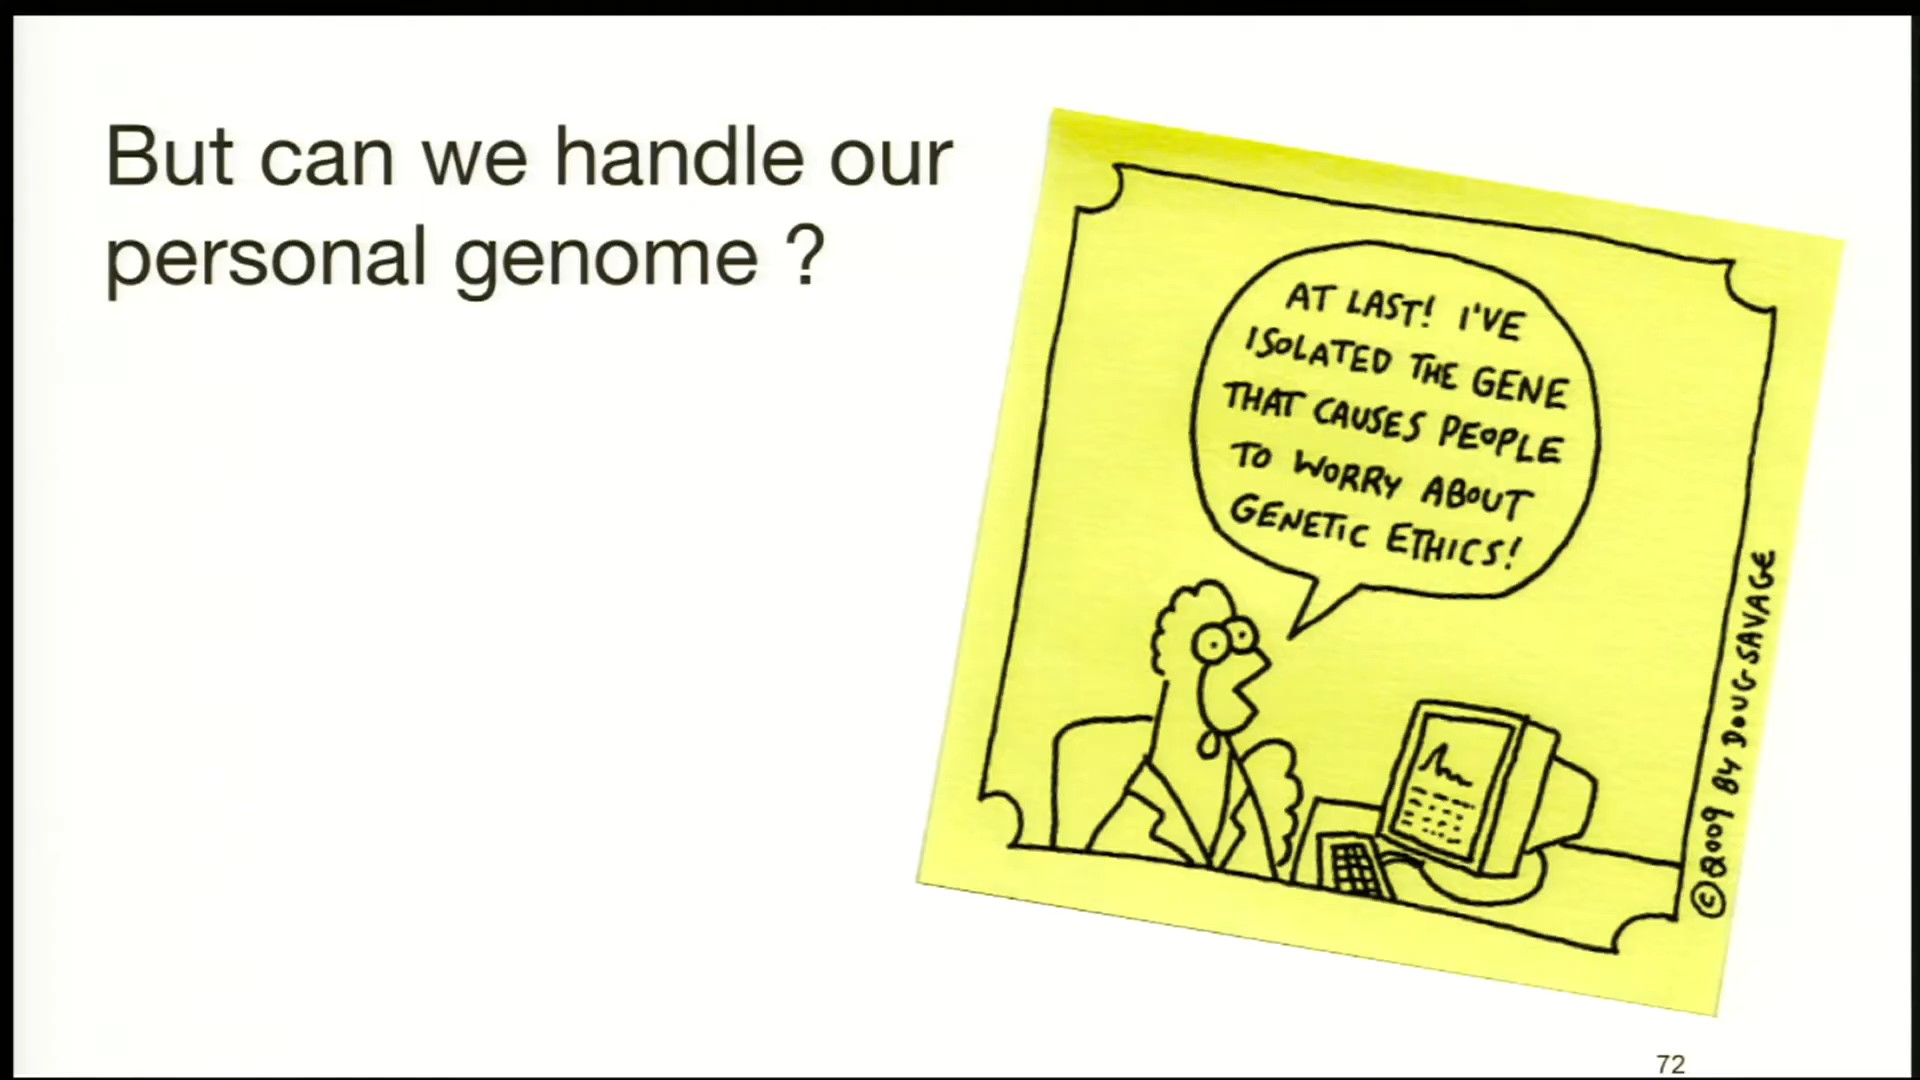 But can we handle our
personal genome ?
AT LAST! I'VE
ISOLATED THE GENE
THAT CAUSES PEOPLE
TO WORRY ABOUT
GENETIC ETHICS!
© 2009 BY DOUG SAVAGE
72